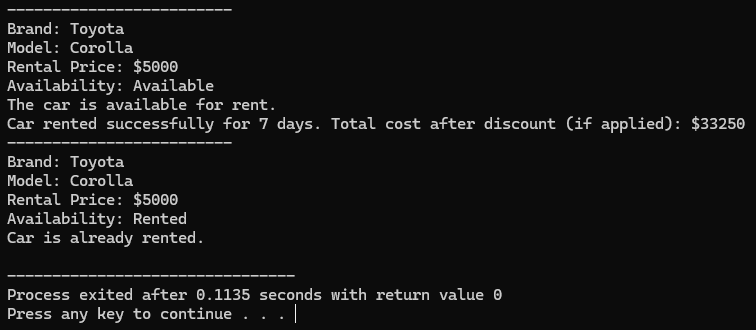 -------------------------
Brand: Toyota
Model: Corolla
Rental Price: $5000
Availability: Available
The car is available for rent.
Car rented successfully for 7 days. Total cost after discount (if applied): $33250
-------------------------
Brand: Toyota
Model: Corolla
Rental Price: $5000
Availability: Rented
Car is already rented.

--------------------------------
Process exited after 0.1135 seconds with return value 0
Press any key to continue . . .